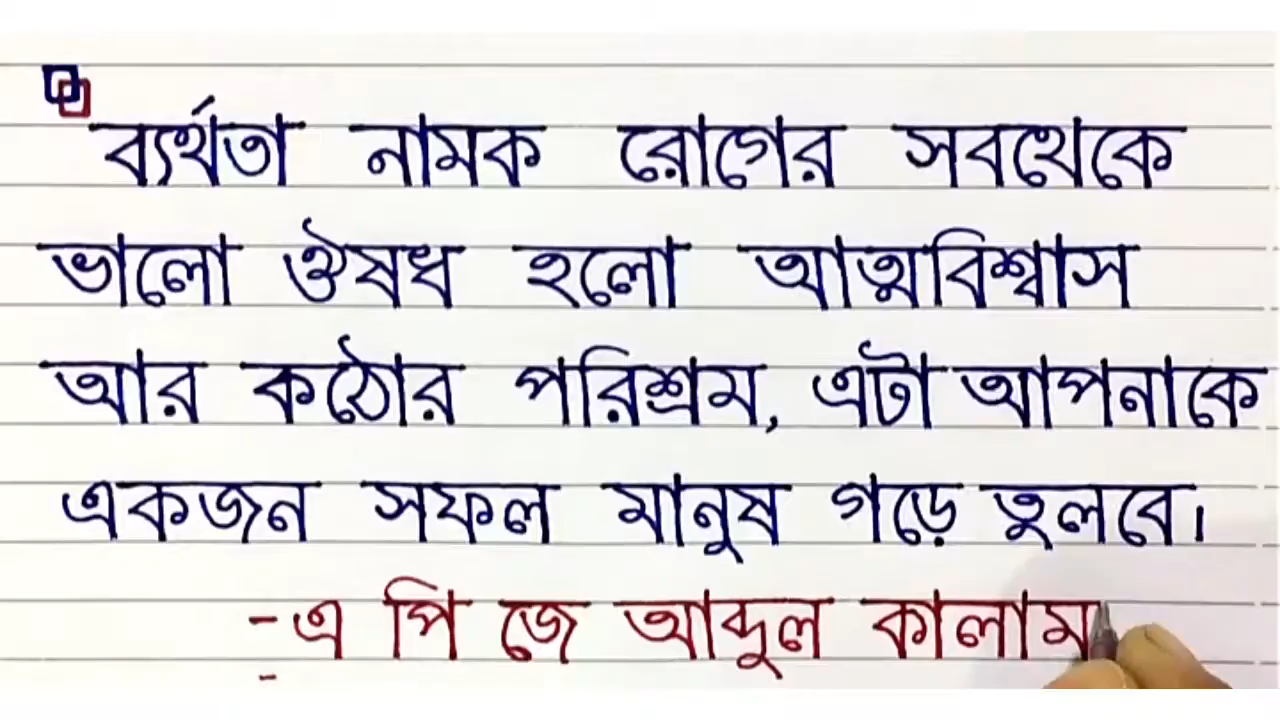 ব্যর্থতা নামক রোগের সবথেকে
ভালো ঔষধ হলো আত্মবিশ্বাস
আর কঠোর পরিশ্রম, এটা আপনাকে
একজন সফল মানুষ গড়ে তুলবে।
-এ পি জে আব্দুল কালাম